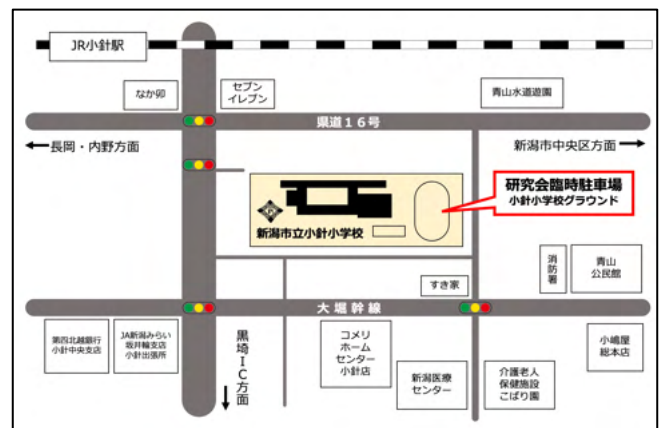 JR小針駅
なか卯
セブン
イレブン
青山水道遊園
県道16号
←長岡・内野方面
新潟市中央区方面→
研究会臨時駐車場
小針小学校グラウンド
新潟市立小針小学校
消防署
青山
公民館
すき家
大堀幹線
第四北越銀行
小針中央支店
JA新潟みらい
坂井輪支店
小針出張所
黒埼IC方面
コメリ
ホーム
センター
小針店
新潟医療
センター
介護老人
保健施設
こばり園
小嶋屋
総本店